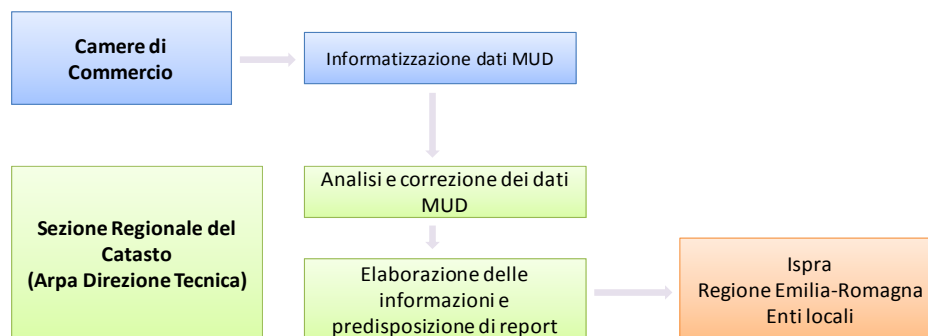 Camere di
Commercio
Informatizzazione dati MUD
Analisi e correzione dei dati
MUD
Sezione Regionale del
Catasto
(Arpa Direzione Tecnica)
Elaborazione delle
informazioni e
predisposizione di report
Ispra
Regione Emilia-Romagna
Enti locali